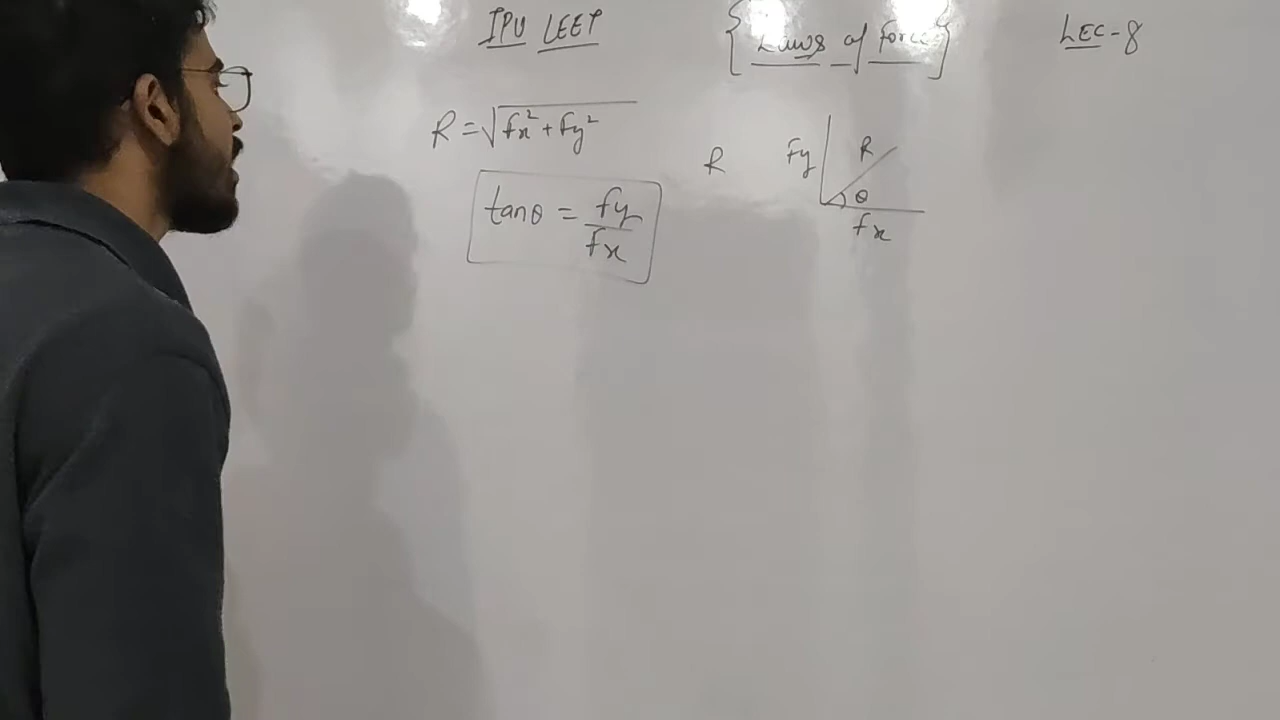 IPU LEET
{Laws of force}
LEC-8
R = √fx² + fy²
tanθ = fy/fx
R
Fy
R
θ
fx